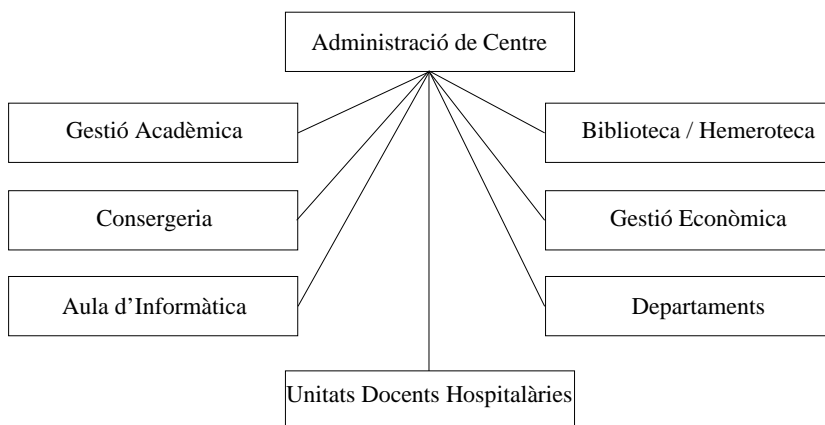 Administració de Centre
Gestió Acadèmica
Biblioteca / Hemeroteca
Consergeria
Gestió Econòmica
Aula d’Informàtica
Departaments
Unitats Docents Hospitalàries